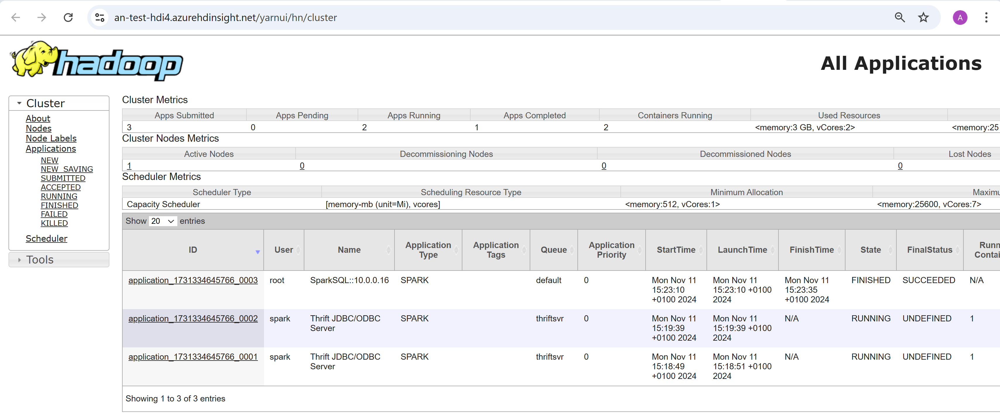 an-test-hdi4.azurehdinsight.net/yarnui/hn/cluster
A
hadoop
All Applications
Cluster
About
Nodes
Node Labels
Applications
NEW
NEW_SAVING
SUBMITTED
ACCEPTED
RUNNING
FINISHED
FAILED
KILLED
Scheduler
Tools
Cluster Metrics
Apps Submitted Apps Pending Apps Running Apps Completed Containers Running Used Resources
3 0 2 1 2 <memory:3 GB, vCores:2> <memory:25
Cluster Nodes Metrics
Active Nodes Decommissioning Nodes Decommissioned Nodes Lost Nodes
1 0 0 0
Scheduler Metrics
Scheduler Type Scheduling Resource Type Minimum Allocation Maximu
Capacity Scheduler [memory-mb (unit=Mi), vcores] <memory:512, vCores:1> <memory:25600, vCores:7>
Show 20 entries
ID User Name Application Type Application Tags Queue Application Priority StartTime LaunchTime FinishTime State FinalStatus Runn Contai
application_1731334645766_0003 root SparkSQL::10.0.0.16 SPARK default 0 Mon Nov 11 Mon Nov 11 Mon Nov 11 FINISHED SUCCEEDED N/A
15:23:10 15:23:10 +0100 15:23:35
+0100 2024 2024 +0100 2024
application_1731334645766_0002 spark Thrift JDBC/ODBC SPARK thriftsvr 0 Mon Nov 11 Mon Nov 11 N/A RUNNING UNDEFINED 1
Server 15:19:39 15:19:39 +0100
+0100 2024 2024
application_1731334645766_0001 spark Thrift JDBC/ODBC SPARK thriftsvr 0 Mon Nov 11 Mon Nov 11 N/A RUNNING UNDEFINED 1
Server 15:18:49 15:18:51 +0100
+0100 2024 2024
Showing 1 to 3 of 3 entries